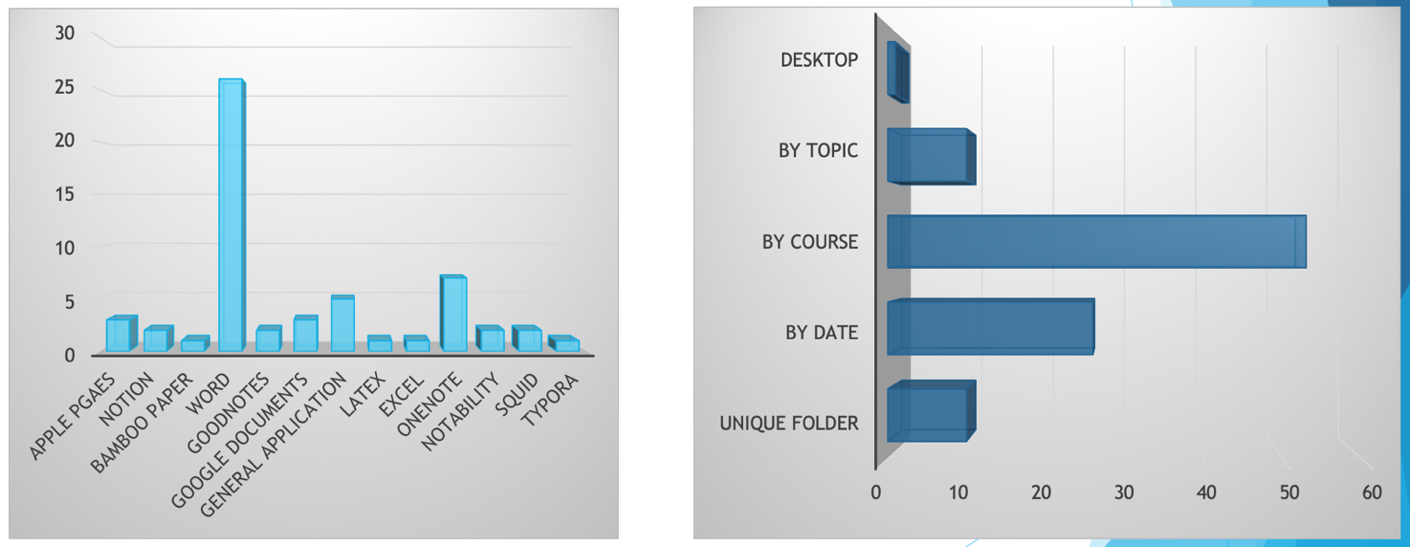 30
25
20
15
10
5
0
APPLE PGAES
NOTION
BAMBOO PAPER
WORD
GOODNOTES
GOOGLE DOCUMENTS
GENERAL APPLICATION
LATEX
EXCEL
ONENOTE
NOTABILITY
SQUID
TYPORA
DESKTOP
BY TOPIC
BY COURSE
BY DATE
UNIQUE FOLDER
0 10 20 30 40 50 60